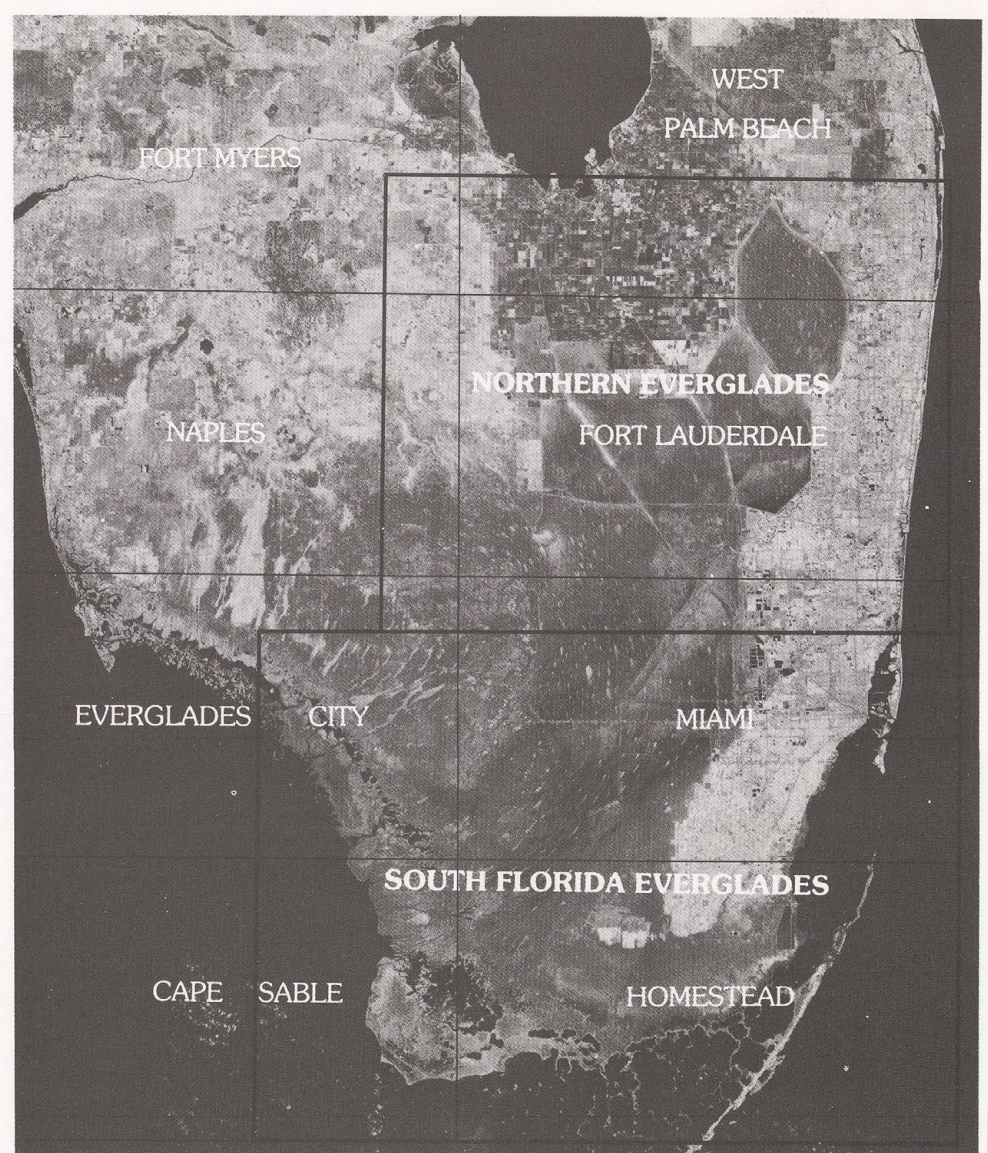 WEST
PALM BEACH
FORT MYERS
NORTHERN EVERGLADES
NAPLES
FORT LAUDERDALE
EVERGLADES CITY
MIAMI
SOUTH FLORIDA EVERGLADES
CAPE SABLE
HOMESTEAD